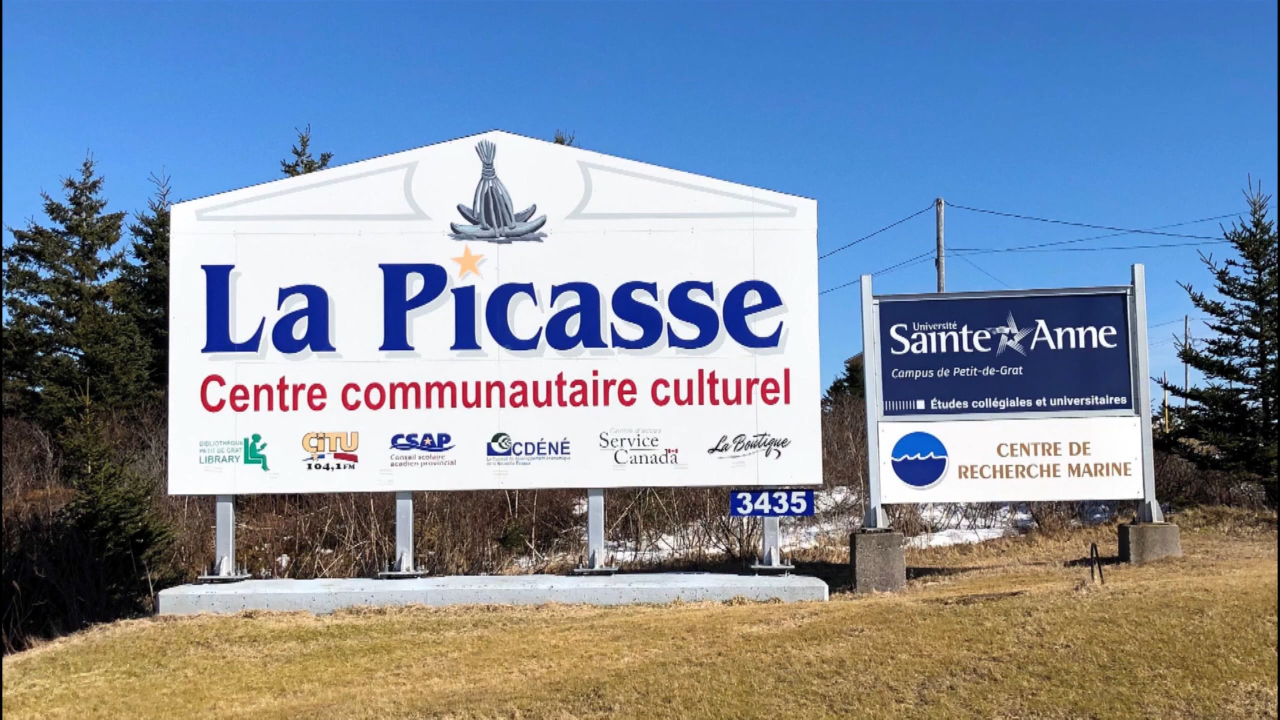 La Picasse
Centre communautaire culturel
BIBLIOTHÈQUE
PETIT DE GRAT
LIBRARY
CITU
104,1 FM
CSAP
Conseil scolaire
acadien provincial
CDÉNÉ
Service
Canada
La Boutique
3435
Université
Sainte Anne
Campus de Petit-de-Grat
Études collégiales et universitaires
CENTRE DE
RECHERCHE MARINE